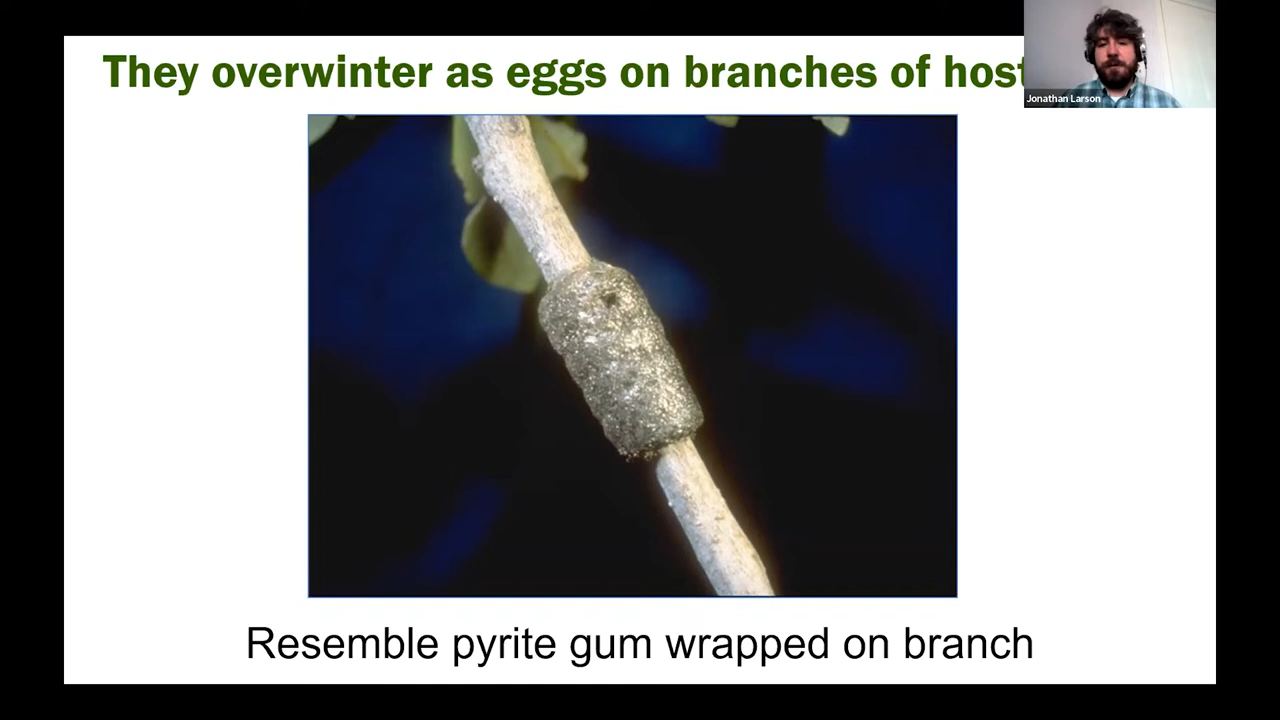 They overwinter as eggs on branches of host
Jonathan Larson
Resemble pyrite gum wrapped on branch